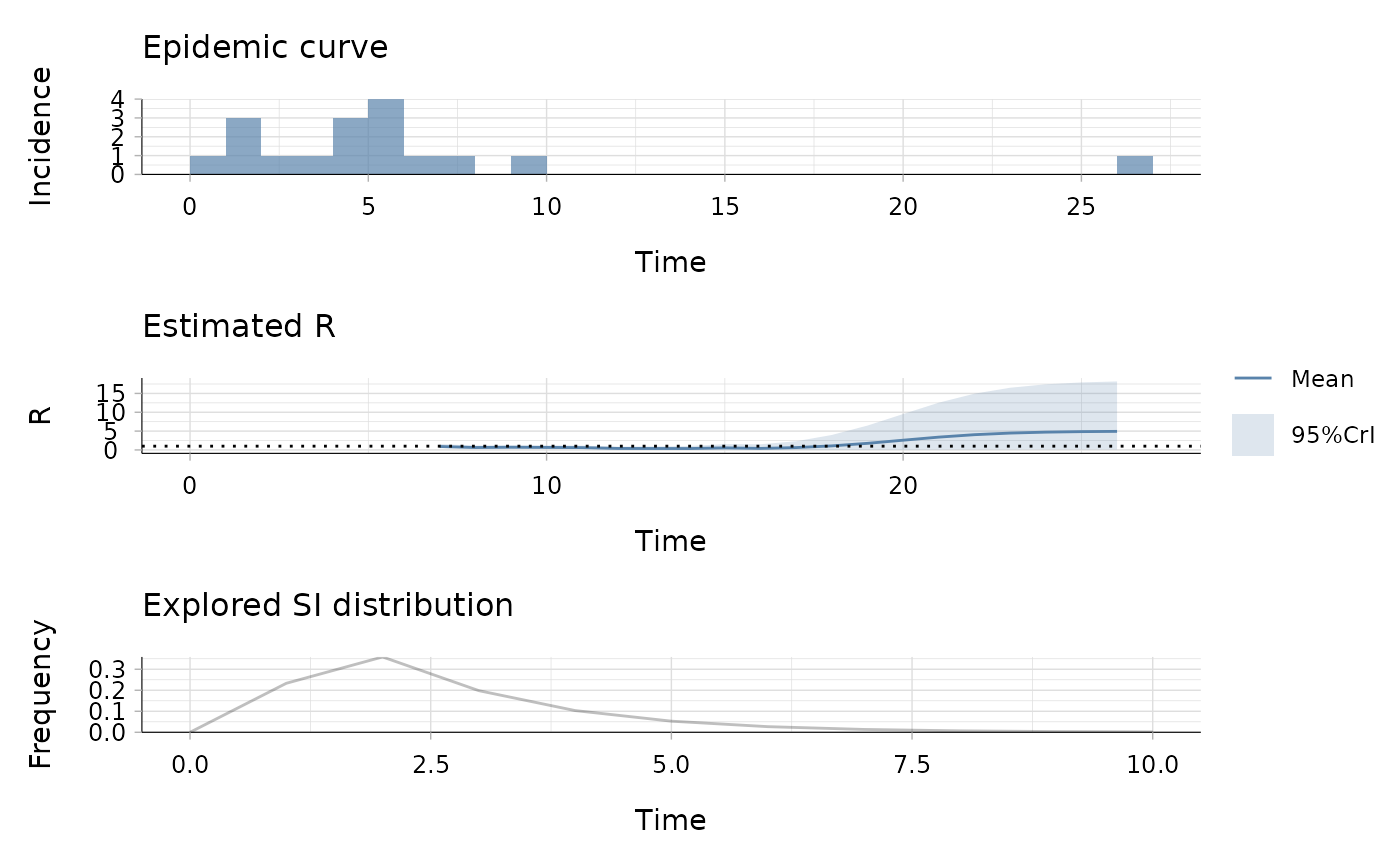 Epidemic curve
Incidence
4
3
2
1
0
0 5 10 15 20 25
Time
Estimated R
R
15
10
5
0
0 10 20
Time
Mean
95%CrI
Explored SI distribution
Frequency
0.3
0.2
0.1
0.0
0.0 2.5 5.0 7.5 10.0
Time